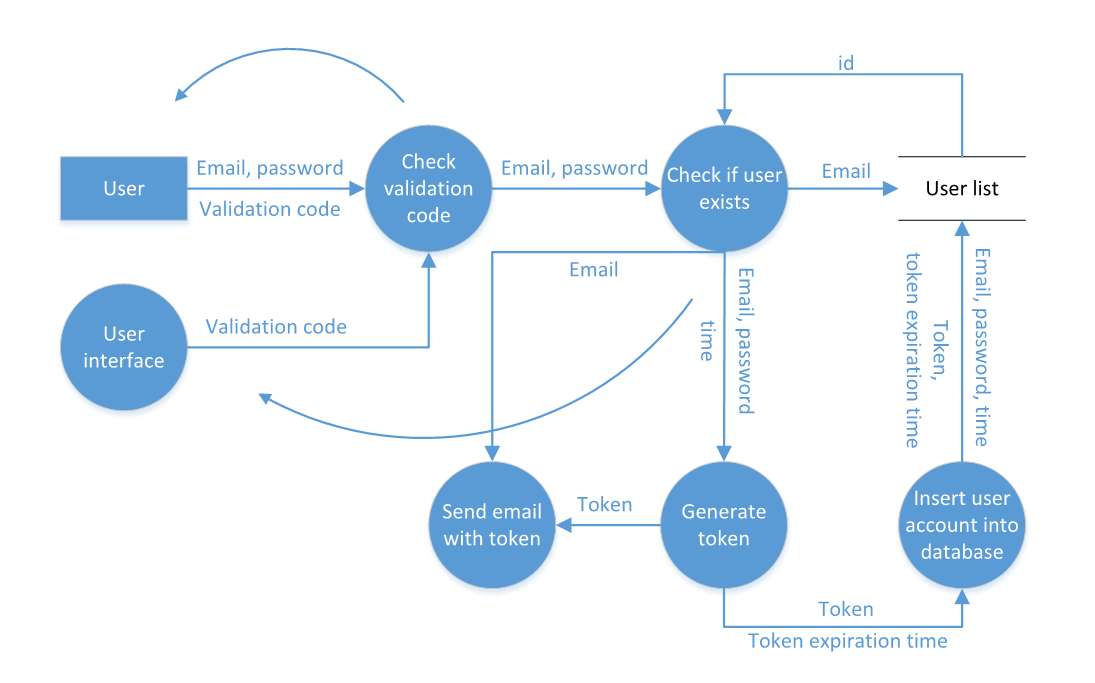 id
User
Email, password
Validation code
Check
validation
code
Email, password
Check if user
exists
Email
User list
User
interface
Validation code
Email
Email, password
time
Token,
token expiration time
Email, password, time
Send email
with token
Token
Generate
token
Insert user
account into
database
Token
Token expiration time